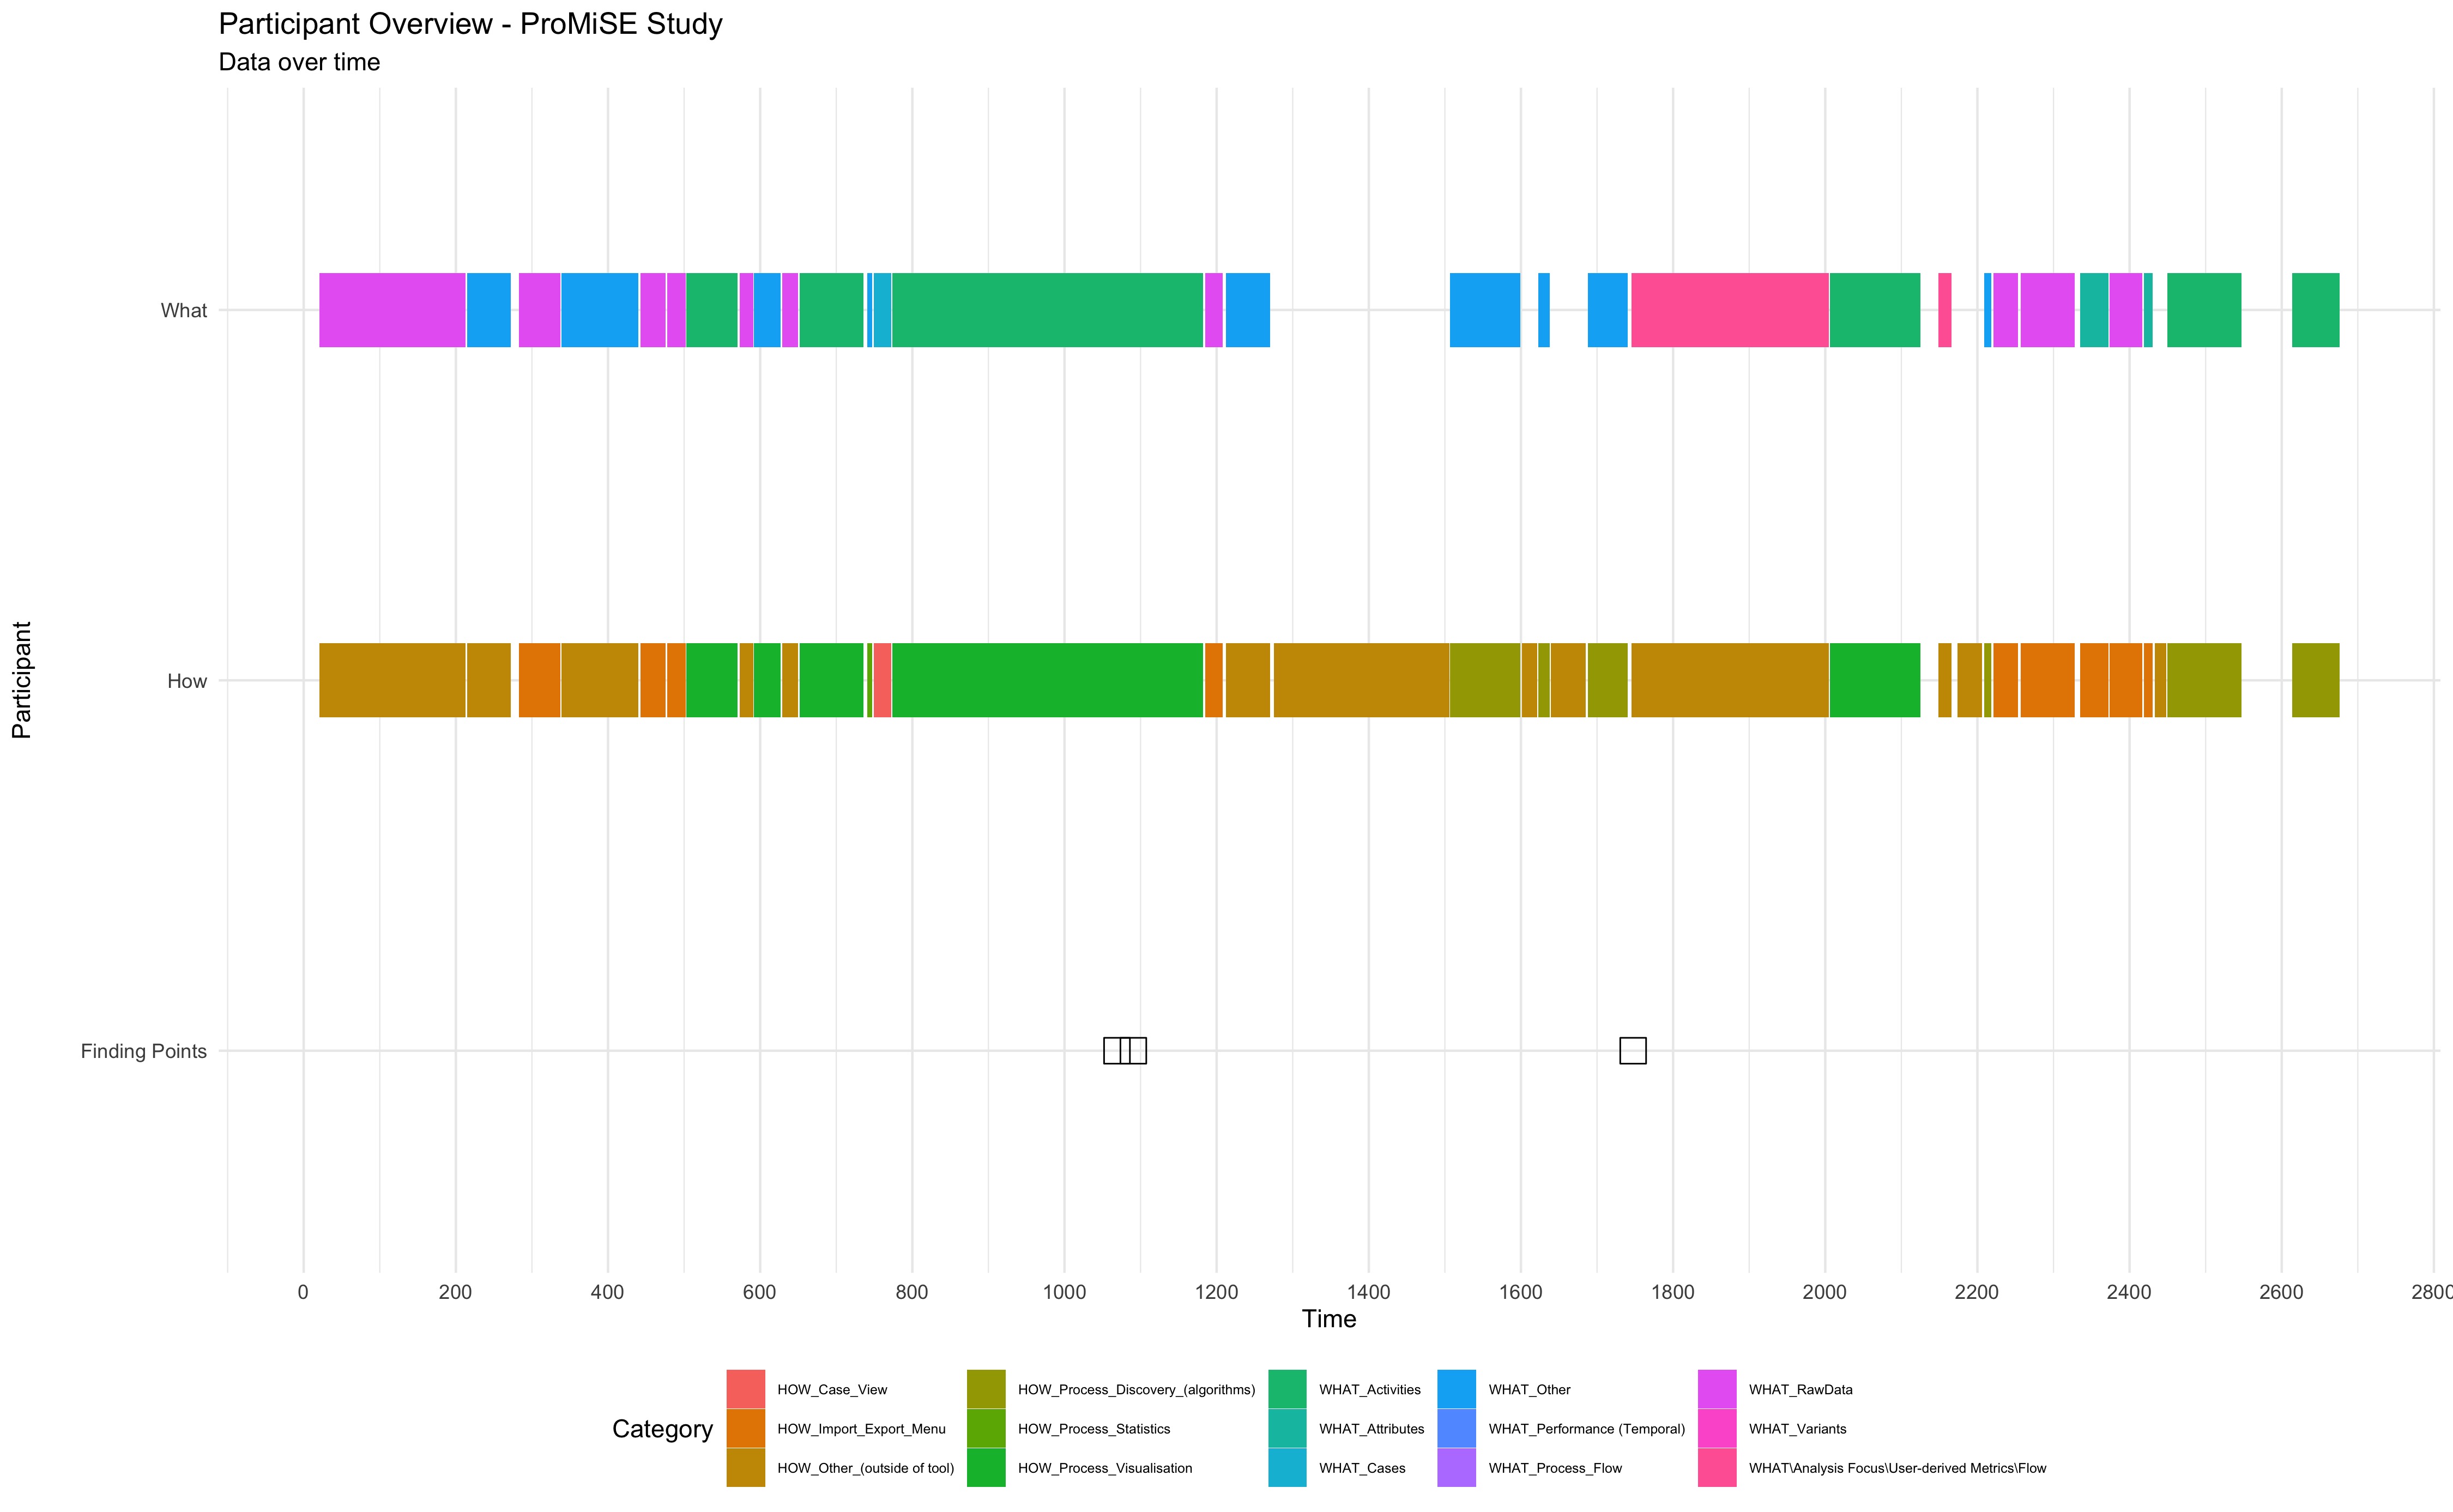 Participant Overview - ProMiSE Study
Data over time
What
How
Finding Points
Participant
0 200 400 600 800 1000 1200 1400 1600 1800 2000 2200 2400 2600 2800
Time
Category
HOW_Case_View
HOW_Import_Export_Menu
HOW_Other_(outside of tool)
HOW_Process_Discovery_(algorithms)
HOW_Process_Statistics
HOW_Process_Visualisation
WHAT_Activities
WHAT_Attributes
WHAT_Cases
WHAT_Other
WHAT_Performance (Temporal)
WHAT_Process_Flow
WHAT_RawData
WHAT_Variants
WHAT\Analysis Focus\User-derived Metrics\Flow